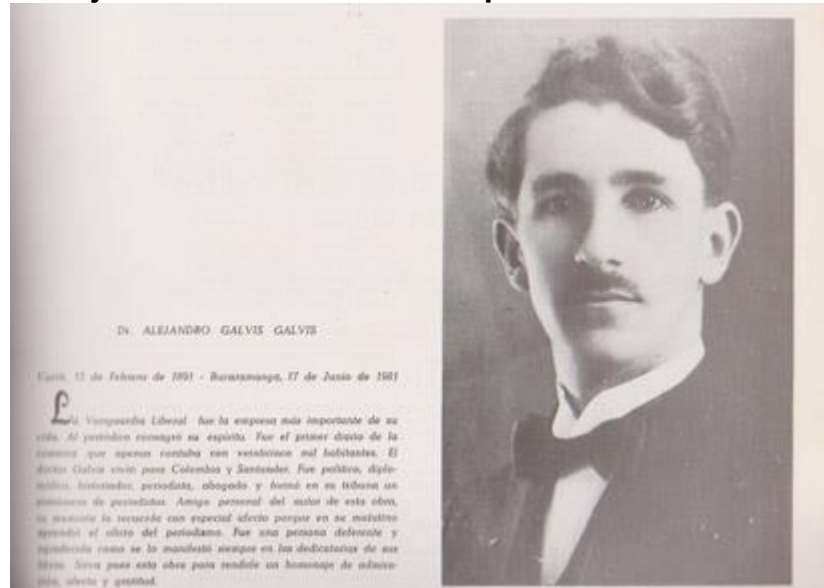 Dr. ALEJANDRO GALVIS GALVIS
12 de Febrero de 1891 - Bucaramanga, 17 de Junio de 1981
La Vanguardia Liberal fue la empresa más importante de su
vida. Al periódico consagró su espíritu. Fue el primer diario de la
que apenas contaba con veinticinco mil habitantes. El
doctor Galvis vivió para Colombia y Santander. Fue político, diplo-
mático, historiador, periodista, abogado y formó en su tribuna un
de periodistas. Amigo personal del autor de esta obra,
la memoria lo recuerda con especial afecto porque en su matutino
aprendió el oficio del periodismo. Fue una persona deferente y
como se lo manifestó siempre en las dedicatorias de sus
libros. Sirva pues esta obra para rendirle un homenaje de admira-
ción, afecto y gratitud.